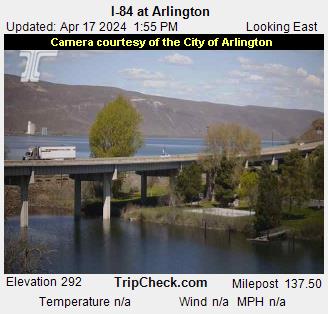 I-84 at Arlington
Updated: Apr 17 2024 1:55 PM Looking East
Camera courtesy of the City of Arlington
Elevation 292 TripCheck.com Milepost 137.50
Temperature n/a Wind n/a MPH n/a